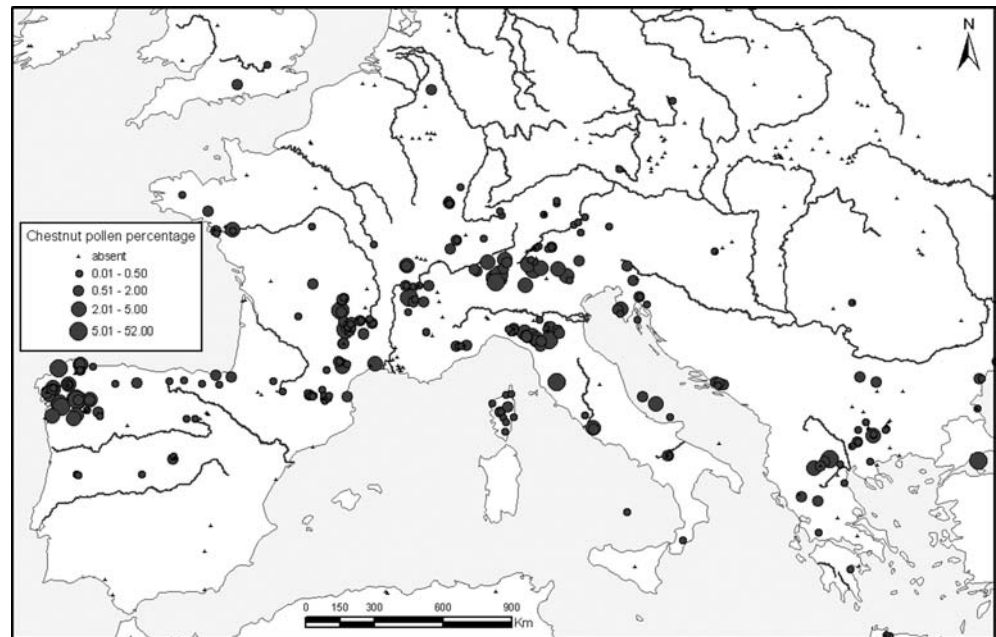 N
Chestnut pollen percentage
absent
0.01 - 0.50
0.51 - 2.00
2.01 - 5.00
5.01 - 52.00
0 150 300 600 900
Km